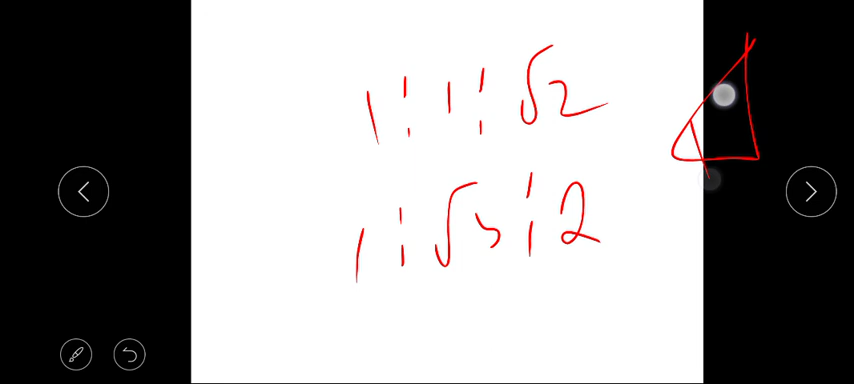 1 : 1 : √2
1 : √3 : 2